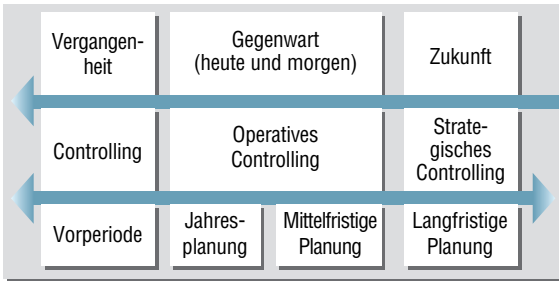 Vergangen-
heit
Gegenwart
(heute und morgen)
Zukunft
Controlling
Operatives
Controlling
Strate-
gisches
Controlling
Vorperiode
Jahres-
planung
Mittelfristige
Planung
Langfristige
Planung